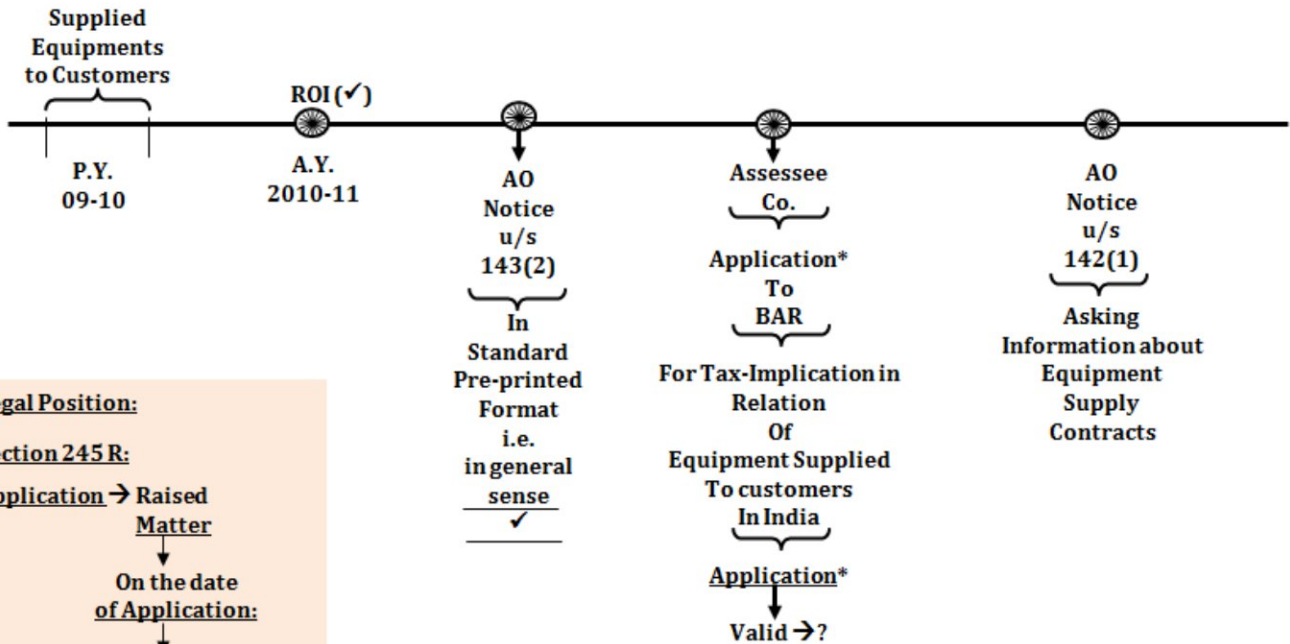 Supplied
Equipments
to Customers
P.Y.
09-10
ROI (✓)
A.Y.
2010-11
AO
Notice
u/s
143(2)
In
Standard
Pre-printed
Format
i.e.
in general
sense
✓
Assessee
Co.
Application*
To
BAR
For Tax-Implication in
Relation
Of
Equipment Supplied
To customers
In India
Application*
Valid →?
AO
Notice
u/s
142(1)
Asking
Information about
Equipment
Supply
Contracts
Position:
245 R:
→ Raised
Matter
On the date
of Application: